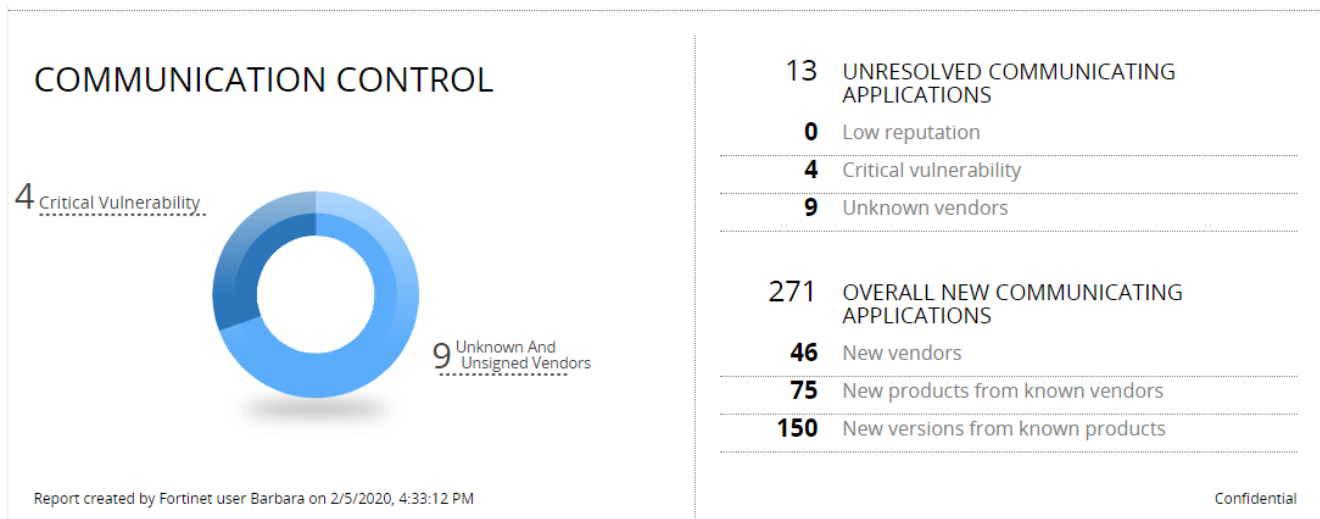 COMMUNICATION CONTROL
4 Critical Vulnerability
9 Unknown And
Unsigned Vendors
13 UNRESOLVED COMMUNICATING
APPLICATIONS
0 Low reputation
4 Critical vulnerability
9 Unknown vendors
271 OVERALL NEW COMMUNICATING
APPLICATIONS
46 New vendors
75 New products from known vendors
150 New versions from known products
Report created by Fortinet user Barbara on 2/5/2020, 4:33:12 PM
Confidential